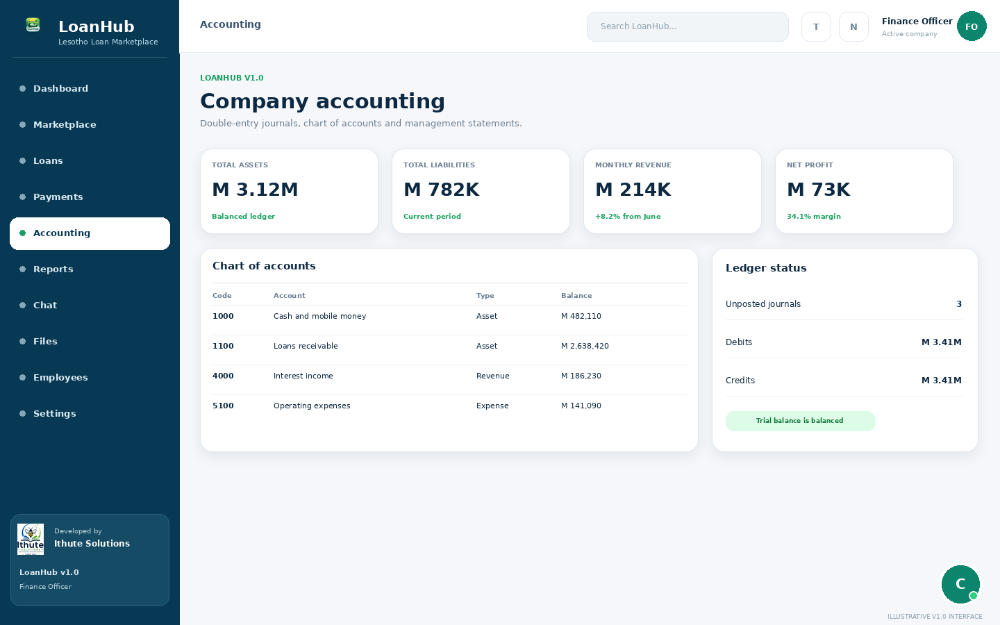 LoanHub
Lesotho Loan Marketplace
Dashboard
Marketplace
Loans
Payments
Accounting
Reports
Chat
Files
Employees
Settings
Ithute
SOLUTIONS
Developed by
Ithute Solutions
LoanHub v1.0
Finance Officer
Accounting
Search LoanHub...
T
N
Finance Officer
Active company
FO
LOANHUB V1.0
Company accounting
Double-entry journals, chart of accounts and management statements.
TOTAL ASSETS
M 3.12M
Balanced ledger
TOTAL LIABILITIES
M 782K
Current period
MONTHLY REVENUE
M 214K
+8.2% from June
NET PROFIT
M 73K
34.1% margin
Chart of accounts
Code Account Type Balance
1000 Cash and mobile money Asset M 482,110
1100 Loans receivable Asset M 2,638,420
4000 Interest income Revenue M 186,230
5100 Operating expenses Expense M 141,090
Ledger status
Unposted journals 3
Debits M 3.41M
Credits M 3.41M
Trial balance is balanced
C
ILLUSTRATIVE V1.0 INTERFACE